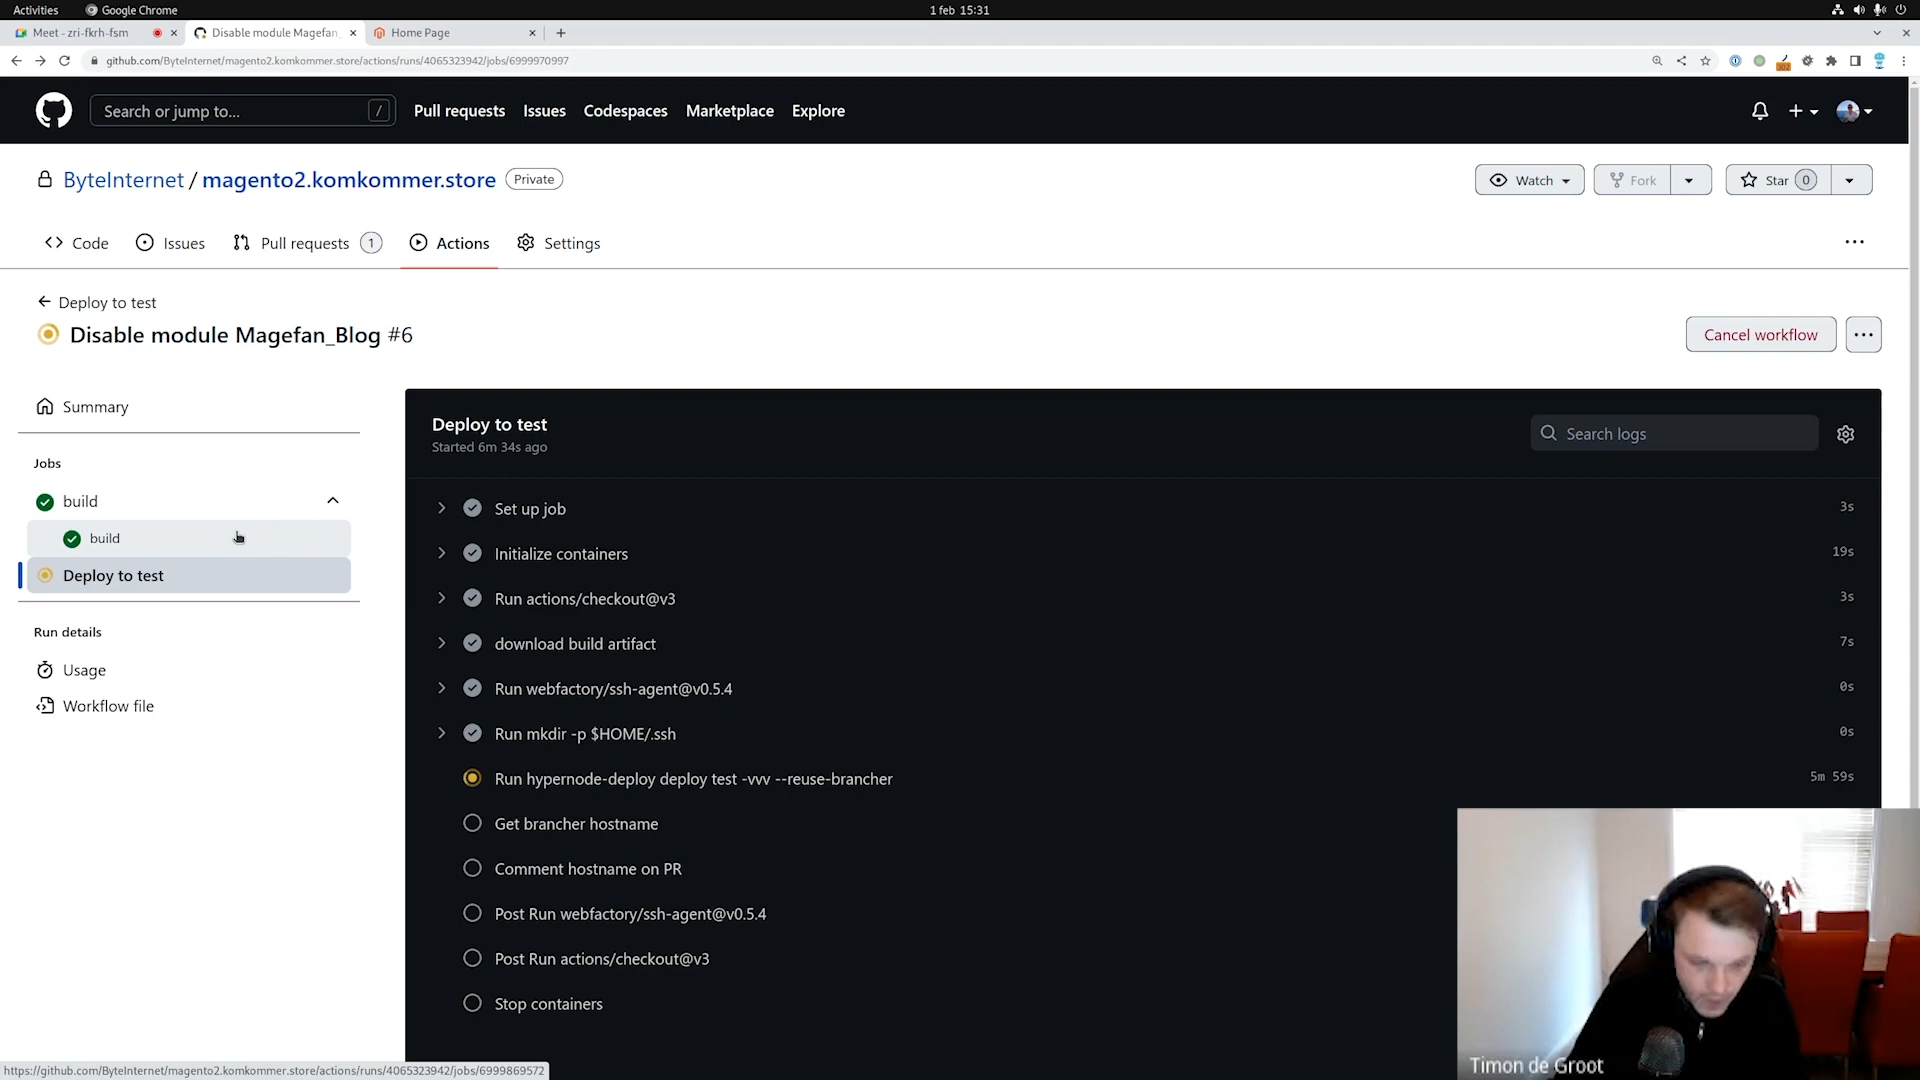 Activities
Google Chrome
1 feb 15:31
Meet - zri-fkrh-fsm
Disable module Magefan_
Home Page
github.com/ByteInternet/magento2.komkommer.store/actions/runs/4065323942/jobs/6999970997
302
Search or jump to... /
Pull requests
Issues
Codespaces
Marketplace
Explore
ByteInternet / magento2.komkommer.store
Private
Watch
Fork
Star 0
Code
Issues
Pull requests 1
Actions
Settings
Deploy to test
Disable module Magefan_Blog #6
Cancel workflow
Summary
Jobs
build
build
Deploy to test
Run details
Usage
Workflow file
Deploy to test
Started 6m 34s ago
Search logs
Set up job 3s
Initialize containers 19s
Run actions/checkout@v3 3s
download build artifact 7s
Run webfactory/ssh-agent@v0.5.4 0s
Run mkdir -p $HOME/.ssh 0s
Run hypernode-deploy deploy test -vvv --reuse-brancher 5m 59s
Get brancher hostname
Comment hostname on PR
Post Run webfactory/ssh-agent@v0.5.4
Post Run actions/checkout@v3
Stop containers
Timon de Groot
https://github.com/ByteInternet/magento2.komkommer.store/actions/runs/4065323942/jobs/6999869572